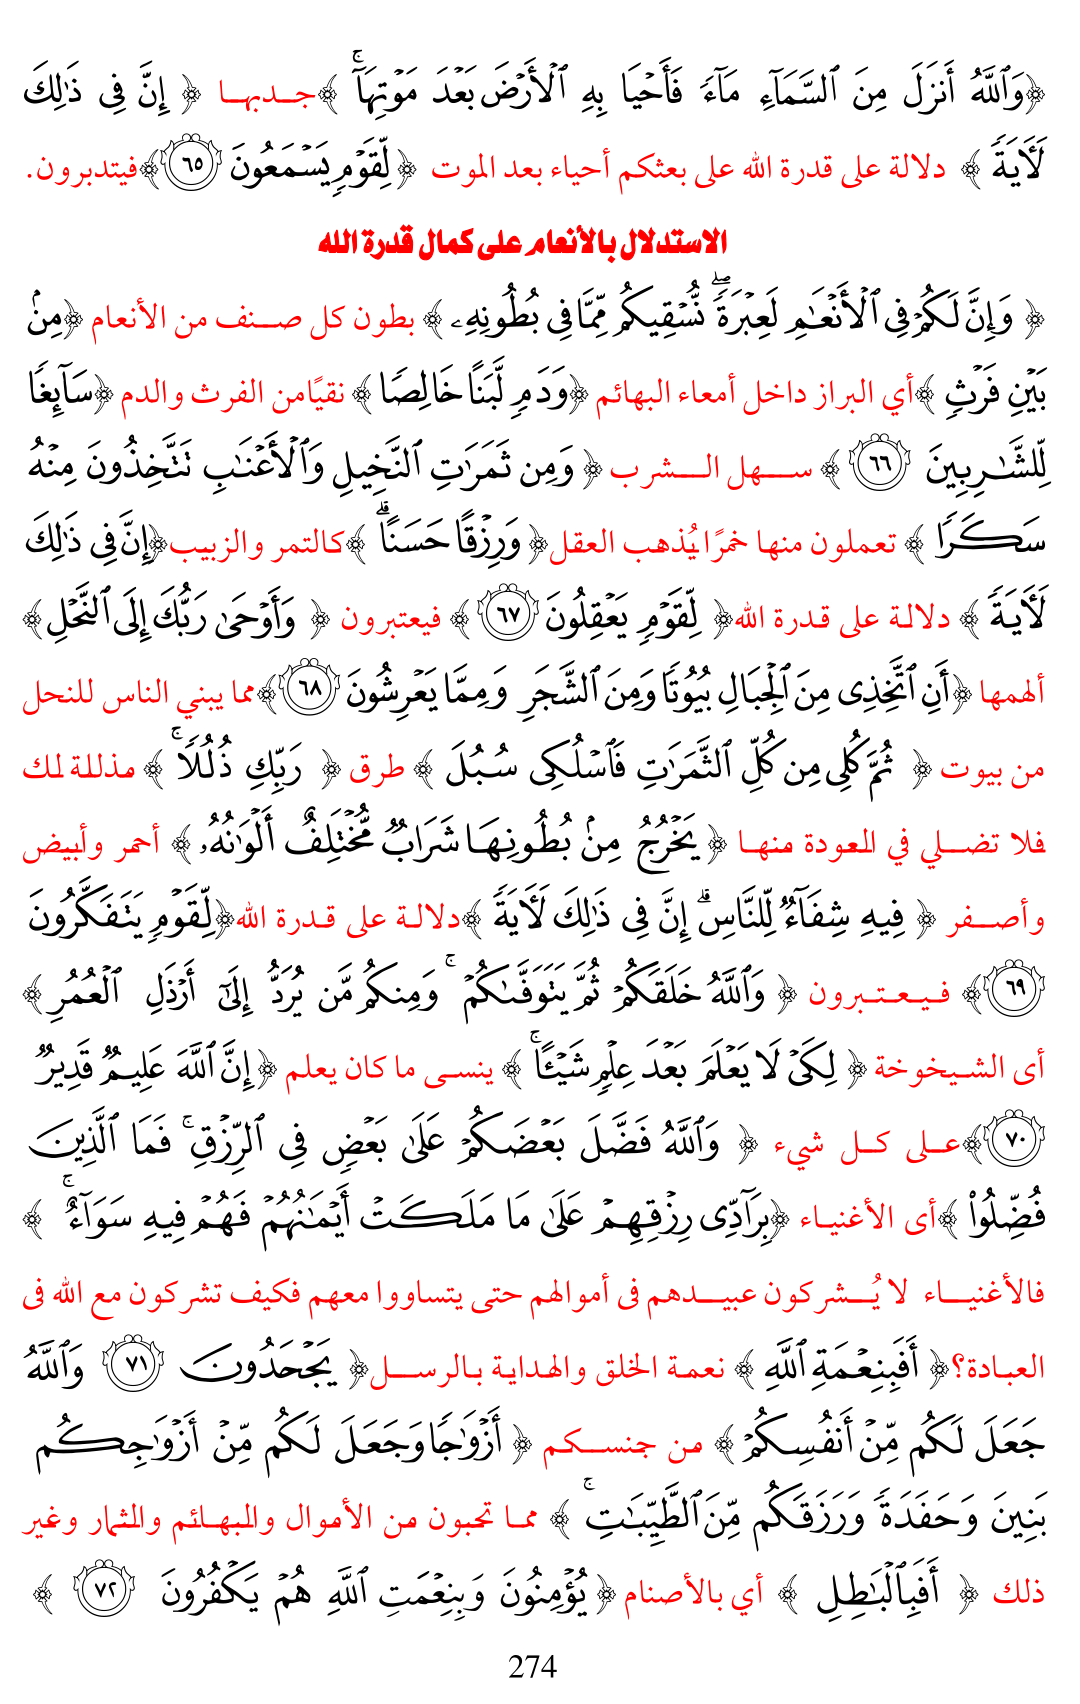 ﴿وَٱللَّهُ أَنزَلَ مِنَ ٱلسَّمَآءِ مَآءٗ فَأَحۡيَا بِهِ ٱلۡأَرۡضَ بَعۡدَ مَوۡتِهَآۚ ﴾جـدبهـا ﴿ إِنَّ فِي ذَٰلِكَ
لَأٓيَةٗ ﴾ دلالة على قدرة الله على بعثكم أحياء بعد الموت ﴿لِّقَوۡمٖ يَسۡمَعُونَ ٦٥﴾فيتدبرون.
الاستدلال بالأنعام على كمال قدرة الله
﴿ وَإِنَّ لَكُمۡ فِي ٱلۡأَنۡعَٰمِ لَعِبۡرَةٗۖ نُّسۡقِيكُم مِّمَّا فِي بُطُونِهِۦ ﴾ بطون كل صنف من الأنعام ﴿مِنۢ
بَيۡنِ فَرۡثٖ ﴾أي البراز داخل أمعاء البهائم ﴿وَدَمٖ لَّبَنًا خَالِصٗا ﴾ نقيًامن الفرث والدم ﴿سَآئِغٗا
لِّلشَّٰرِبِينَ ٦٦ ﴾ سهل الشرب ﴿ وَمِن ثَمَرَٰتِ ٱلنَّخِيلِ وَٱلۡأَعۡنَٰبِ تَتَّخِذُونَ مِنۡهُ
سَكَرٗا ﴾ تعملون منها خمرًا يُذهب العقل﴿ وَرِزۡقًا حَسَنًاۗ ﴾كالتمر والزبيب﴿إِنَّ فِي ذَٰلِكَ
لَأٓيَةٗ ﴾ دلالة على قدرة الله﴿ لِّقَوۡمٖ يَعۡقِلُونَ ٦٧ ﴾ فيعتبرون ﴿ وَأَوۡحَىٰ رَبُّكَ إِلَى ٱلنَّحۡلِ﴾
ألهمها ﴿أَنِ ٱتَّخِذِي مِنَ ٱلۡجِبَالِ بُيُوتٗا وَمِنَ ٱلشَّجَرِ وَمِمَّا يَعۡرِشُونَ ٦٨﴾مما يبني الناس للنحل
من بيوت ﴿ ثُمَّ كُلِي مِن كُلِّ ٱلثَّمَرَٰتِ فَٱسۡلُكِي سُبُلَ ﴾ طرق ﴿ رَبِّكِ ذُلُلٗاۚ ﴾ مذللة لك
فلا تضلي في العودة منها ﴿ يَخۡرُجُ مِنۢ بُطُونِهَا شَرَابٞ مُّخۡتَلِفٌ أَلۡوَٰنُهُۥ ﴾ أحمر وأبيض
وأصفر ﴿ فِيهِ شِفَآءٞ لِّلنَّاسِۚ إِنَّ فِي ذَٰلِكَ لَأٓيَةٗ ﴾دلالة على قدرة الله﴿لِّقَوۡمٖ يَتَفَكَّرُونَ
٦٩﴾ فيعتبرون ﴿ وَٱللَّهُ خَلَقَكُمۡ ثُمَّ يَتَوَفَّىٰكُمۡۚ وَمِنكُم مَّن يُرَدُّ إِلَىٰٓ أَرۡذَلِ ٱلۡعُمُرِ ﴾
أى الشيخوخة ﴿ لِكَيۡ لَا يَعۡلَمَ بَعۡدَ عِلۡمٖ شَيۡـًٔاۚ ﴾ ينسى ما كان يعلم ﴿إِنَّ ٱللَّهَ عَلِيمٞ قَدِيرٞ
٧٠﴾على كل شيء ﴿ وَٱللَّهُ فَضَّلَ بَعۡضَكُمۡ عَلَىٰ بَعۡضٖ فِي ٱلرِّزۡقِۚ فَمَا ٱلَّذِينَ
فُضِّلُواْ ﴾أى الأغنياء ﴿بِرَآدِّي رِزۡقِهِمۡ عَلَىٰ مَا مَلَكَتۡ أَيۡمَٰنُهُمۡ فَهُمۡ فِيهِ سَوَآءٌۚ ﴾
فالأغنياء لا يُشركون عبيدهم فى أموالهم حتى يتساووا معهم فكيف تشركون مع الله فى
العبادة؟﴿ أَفَبِنِعۡمَةِ ٱللَّهِ ﴾ نعمة الخلق والهداية بالرسل﴿ يَجۡحَدُونَ ٧١ وَٱللَّهُ
جَعَلَ لَكُم مِّنۡ أَنفُسِكُمۡ ﴾ من جنسكم ﴿ أَزۡوَٰجٗا وَجَعَلَ لَكُم مِّنۡ أَزۡوَٰجِكُم
بَنِينَ وَحَفَدَةٗ وَرَزَقَكُم مِّنَ ٱلطَّيِّبَٰتِۚ ﴾ مما تحبون من الأموال والبهائم والثمار وغير
ذلك ﴿ أَفَبِٱلۡبَٰطِلِ ﴾ أي بالأصنام ﴿ يُؤۡمِنُونَ وَبِنِعۡمَتِ ٱللَّهِ هُمۡ يَكۡفُرُونَ ٧٢ ﴾
274